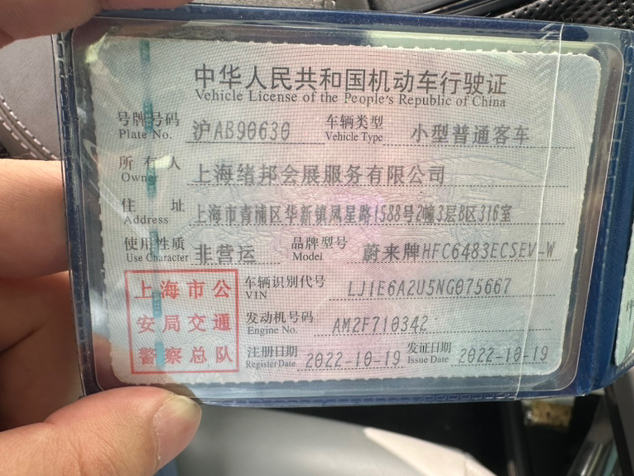 中华人民共和国机动车行驶证
Vehicle License of the People's Republic of China
号牌号码 沪AB90630 车辆类型 小型普通客车
Plate No. Vehicle Type
所有人 上海绪邦会展服务有限公司
Owner
住址 上海市青浦区华新镇凤星路1588号2幢3层B区316室
Address
使用性质 非营运 品牌型号 蔚来牌HFC6483ECSEV-W
Use Character Model
上海市公 车辆识别代号 LJ1E6A2U5NG075667
VIN
安局交通 发动机号码 AM2F710342
Engine No.
警察总队 注册日期 2022-10-19 发证日期 2022-10-19
Register Date Issue Date